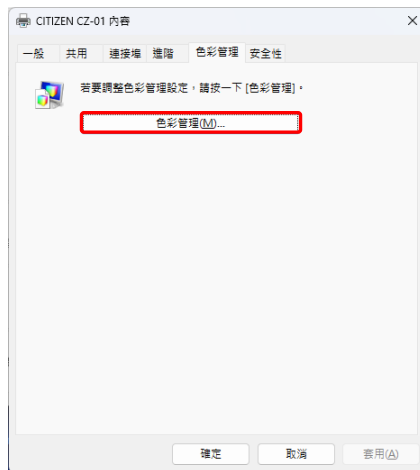 CITIZEN CZ-01 內容
一般 共用 連接埠 進階 色彩管理 安全性
若要調整色彩管理設定，請按一下 [色彩管理]。
色彩管理(M)...
確定 取消 套用(A)